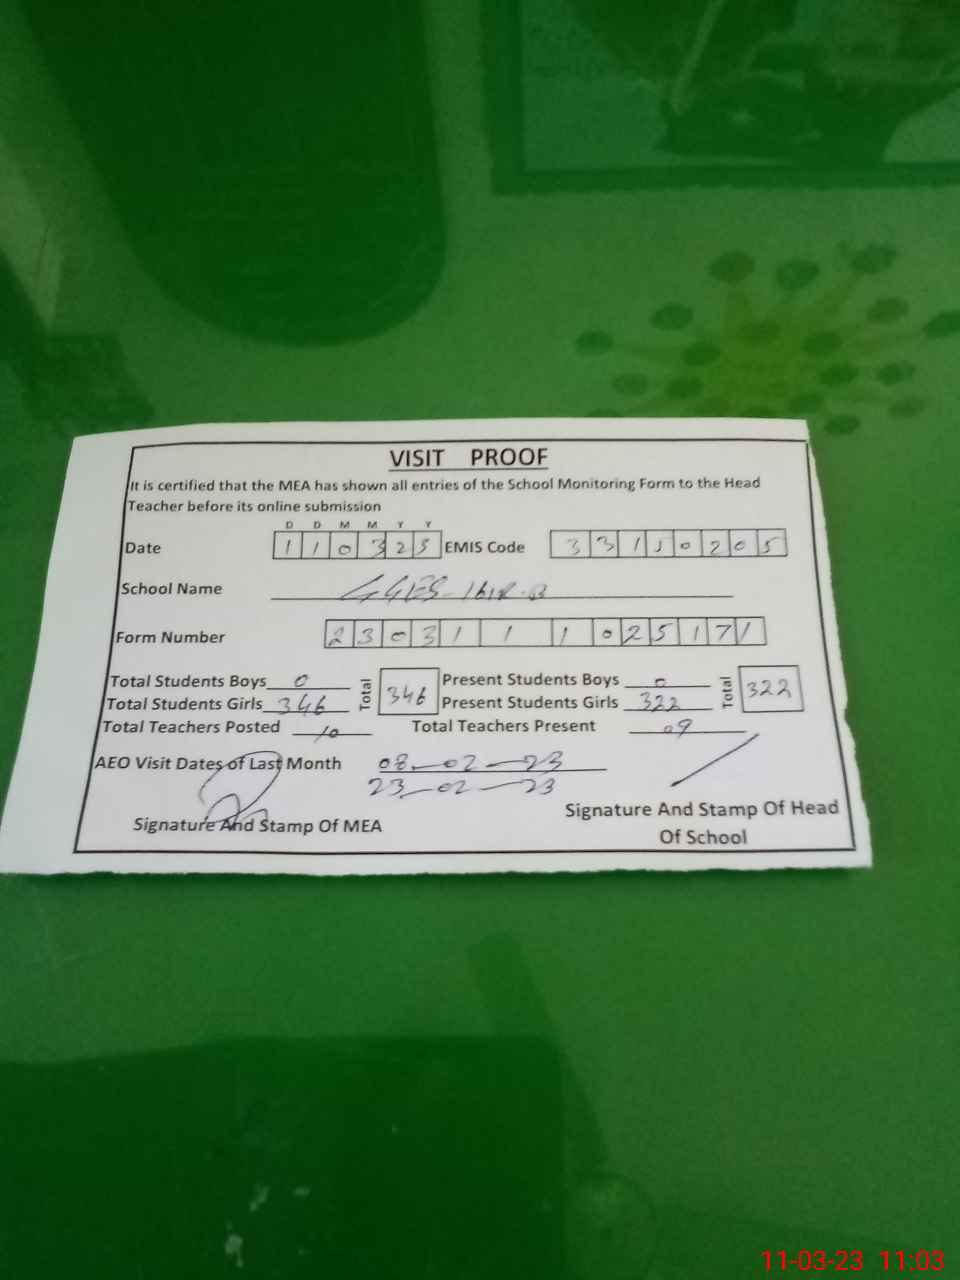 VISIT PROOF
It is certified that the MEA has shown all entries of the School Monitoring Form to the Head
Teacher before its online submission
D D M M Y Y
Date 1 1 0 3 2 3 EMIS Code 3 3 1 5 0 2 0 5
School Name GGES
Form Number 2 3 0 3 1 1 1 0 2 5 1 7 1
Total Students Boys 0 Total 346 Present Students Boys 0 Total 322
Total Students Girls 346 Present Students Girls 322
Total Teachers Posted 10 Total Teachers Present 09
AEO Visit Dates of Last Month 08-02-23
23-02-23
Signature And Stamp Of MEA Signature And Stamp Of Head
Of School
11-03-23 11:03